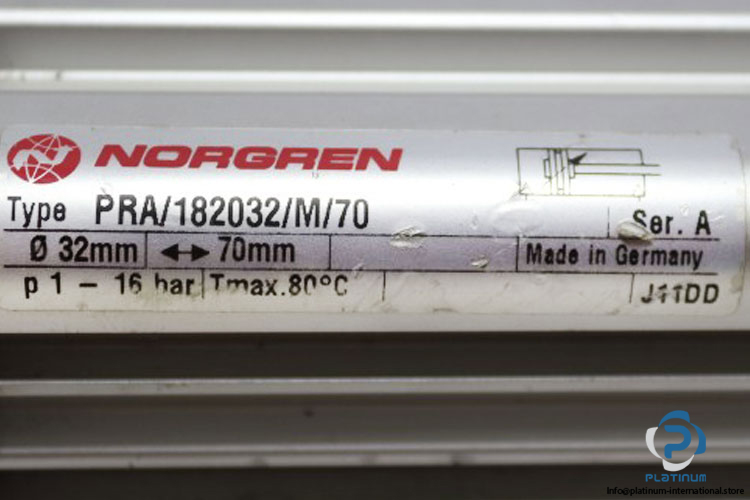 NORGREN
Type PRA/182032/M/70 Ser. A
Ø 32mm 70mm Made in Germany
p 1 - 16 bar Tmax.80°C J11DD
PLATINUM
Info@platinum-international.store